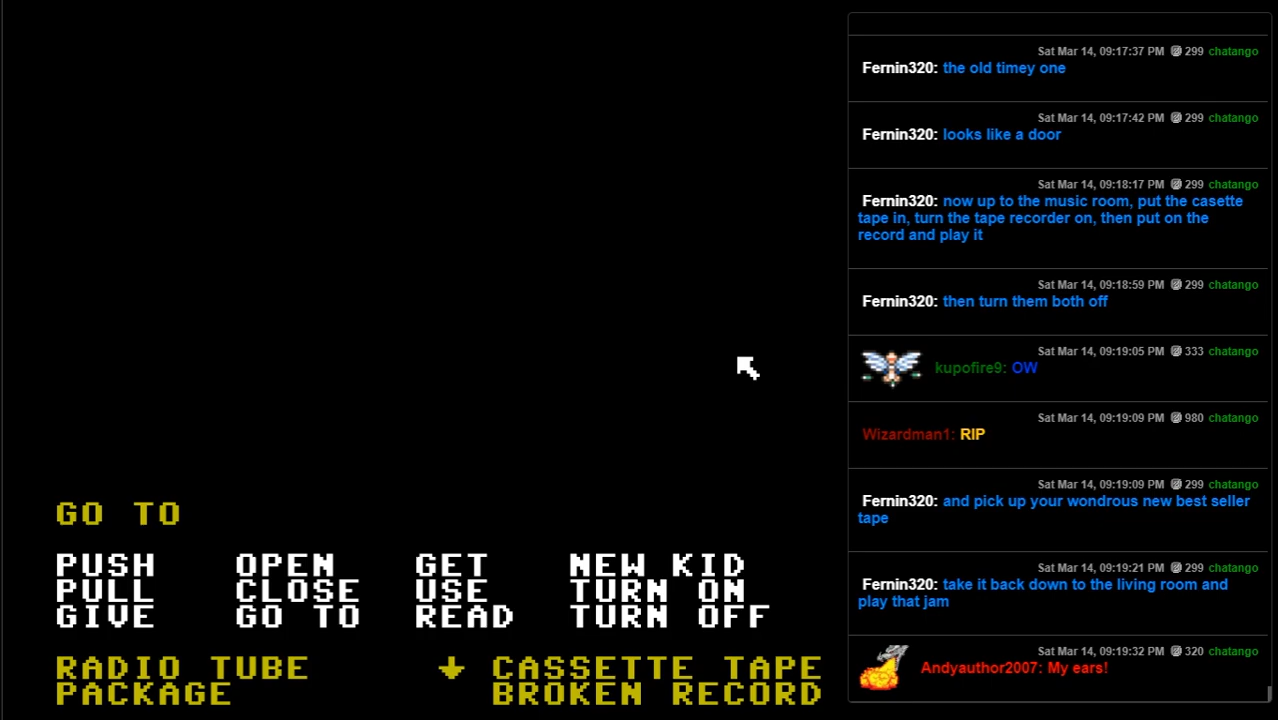 GO TO
PUSH OPEN GET NEW KID
PULL CLOSE USE TURN ON
GIVE GO TO READ TURN OFF
RADIO TUBE CASSETTE TAPE
PACKAGE BROKEN RECORD
Sat Mar 14, 09:17:37 PM 299 chatango
Fernin320: the old timey one
Sat Mar 14, 09:17:42 PM 299 chatango
Fernin320: looks like a door
Sat Mar 14, 09:18:17 PM 299 chatango
Fernin320: now up to the music room, put the casette
tape in, turn the tape recorder on, then put on the
record and play it
Sat Mar 14, 09:18:59 PM 299 chatango
Fernin320: then turn them both off
Sat Mar 14, 09:19:05 PM 333 chatango
kupofire9: OW
Sat Mar 14, 09:19:09 PM 980 chatango
Wizardman1: RIP
Sat Mar 14, 09:19:09 PM 299 chatango
Fernin320: and pick up your wondrous new best seller
tape
Sat Mar 14, 09:19:21 PM 299 chatango
Fernin320: take it back down to the living room and
play that jam
Sat Mar 14, 09:19:32 PM 320 chatango
Andyauthor2007: My ears!